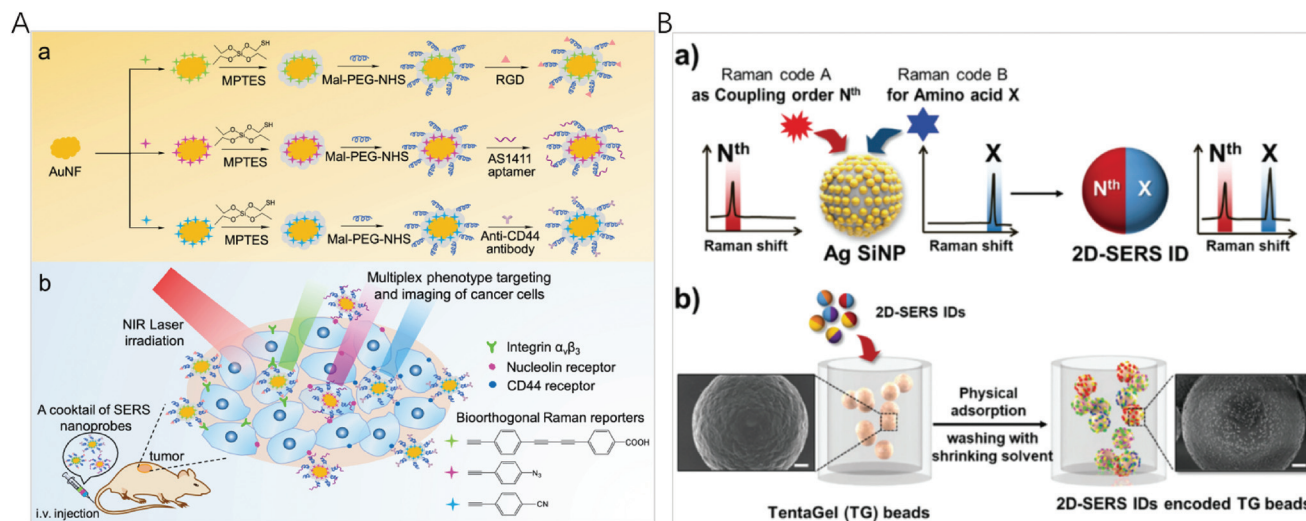 A
a
AuNF
MPTES
SH
Mal-PEG-NHS
RGD
MPTES
SH
Mal-PEG-NHS
AS1411
aptamer
MPTES
SH
Mal-PEG-NHS
Anti-CD44
antibody
b
Multiplex phenotype targeting
and imaging of cancer cells
NIR Laser
irradiation
Integrin αvβ3
Nucleolin receptor
CD44 receptor
A cooktail of SERS
nanoprobes
tumor
i.v. injection
Bioorthogonal Raman reporters
COOH
N3
CN
B
a)
Raman code A
as Coupling order Nth
Raman code B
for Amino acid X
Nth
Raman shift
Ag SiNP
X
Raman shift
Nth X
2D-SERS ID
Nth X
Raman shift
b)
2D-SERS IDs
Physical
adsorption
washing with
shrinking solvent
TentaGel (TG) beads
2D-SERS IDs encoded TG beads